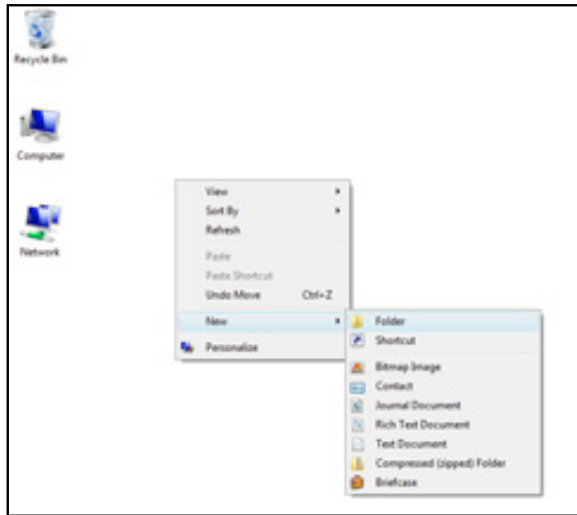 Recycle Bin
Computer
Network
View
Sort By
Refresh
Paste
Paste Shortcut
Undo Move Ctrl+Z
New
Personalize
Folder
Shortcut
Bitmap Image
Contact
Journal Document
Rich Text Document
Text Document
Compressed (zipped) Folder
Briefcase